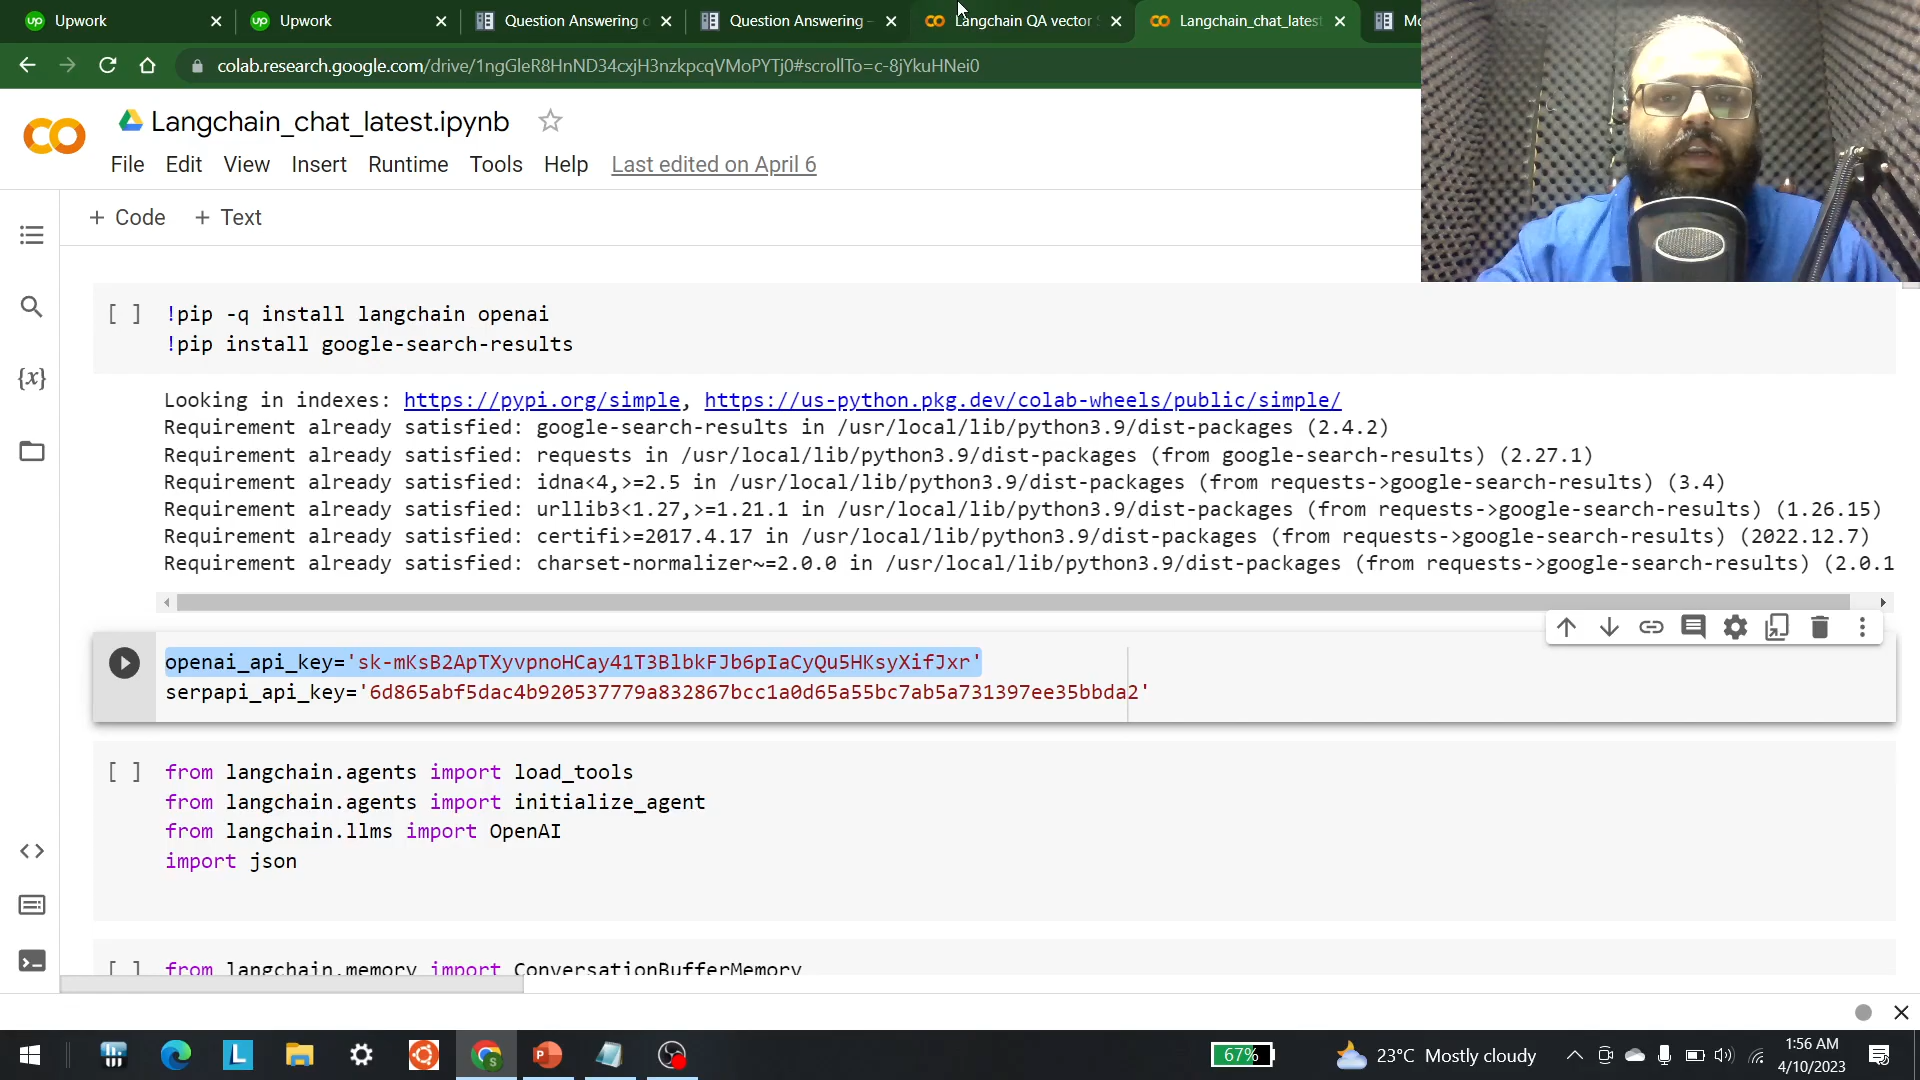 Upwork
Upwork
Question Answering o
Question Answering -
Langchain QA vector S
Langchain_chat_latest
Mo
colab.research.google.com/drive/1ngGleR8HnND34cxjH3nzkpcqVMoPYTj0#scrollTo=c-8jYkuHNei0
Langchain_chat_latest.ipynb
File Edit View Insert Runtime Tools Help Last edited on April 6
+ Code + Text
[ ] !pip -q install langchain openai
!pip install google-search-results
Looking in indexes: https://pypi.org/simple, https://us-python.pkg.dev/colab-wheels/public/simple/
Requirement already satisfied: google-search-results in /usr/local/lib/python3.9/dist-packages (2.4.2)
Requirement already satisfied: requests in /usr/local/lib/python3.9/dist-packages (from google-search-results) (2.27.1)
Requirement already satisfied: idna<4,>=2.5 in /usr/local/lib/python3.9/dist-packages (from requests->google-search-results) (3.4)
Requirement already satisfied: urllib3<1.27,>=1.21.1 in /usr/local/lib/python3.9/dist-packages (from requests->google-search-results) (1.26.15)
Requirement already satisfied: certifi>=2017.4.17 in /usr/local/lib/python3.9/dist-packages (from requests->google-search-results) (2022.12.7)
Requirement already satisfied: charset-normalizer~=2.0.0 in /usr/local/lib/python3.9/dist-packages (from requests->google-search-results) (2.0.1
openai_api_key='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'
serpapi_api_key='6d865abf5dac4b920537779a832867bcc1a0d65a55bc7ab5a731397ee35bbda2'
[ ] from langchain.agents import load_tools
from langchain.agents import initialize_agent
from langchain.llms import OpenAI
import json
[ ] from langchain.memory import ConversationBufferMemory
67%
23°C Mostly cloudy
1:56 AM
4/10/2023